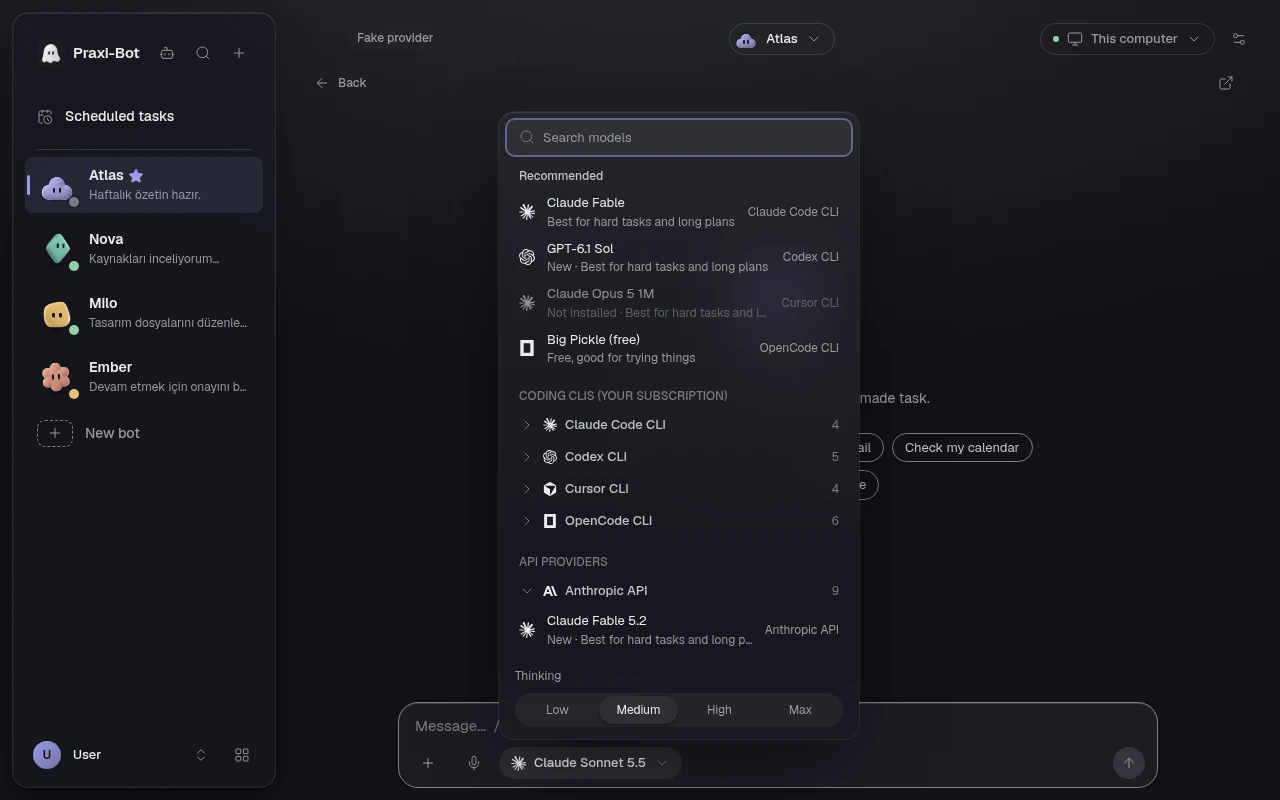 Praxi-Bot
Scheduled tasks
Atlas
Haftalık özetin hazır.
Nova
Kaynakları inceliyorum…
Milo
Tasarım dosyalarını düzenle…
Ember
Devam etmek için onayını b…
New bot
U
User
Fake provider
Atlas
This computer
Back
Search models
Recommended
Claude Fable
Best for hard tasks and long plans
Claude Code CLI
GPT-6.1 Sol
New · Best for hard tasks and long plans
Codex CLI
Claude Opus 5 1M
Not installed · Best for hard tasks and l…
Cursor CLI
Big Pickle (free)
Free, good for trying things
OpenCode CLI
CODING CLIS (YOUR SUBSCRIPTION)
Claude Code CLI 4
Codex CLI 5
Cursor CLI 4
OpenCode CLI 6
API PROVIDERS
Anthropic API 9
Claude Fable 5.2
New · Best for hard tasks and long p…
Anthropic API
Thinking
Low Medium High Max
made task.
ail
Check my calendar
e
Message… /
Claude Sonnet 5.5